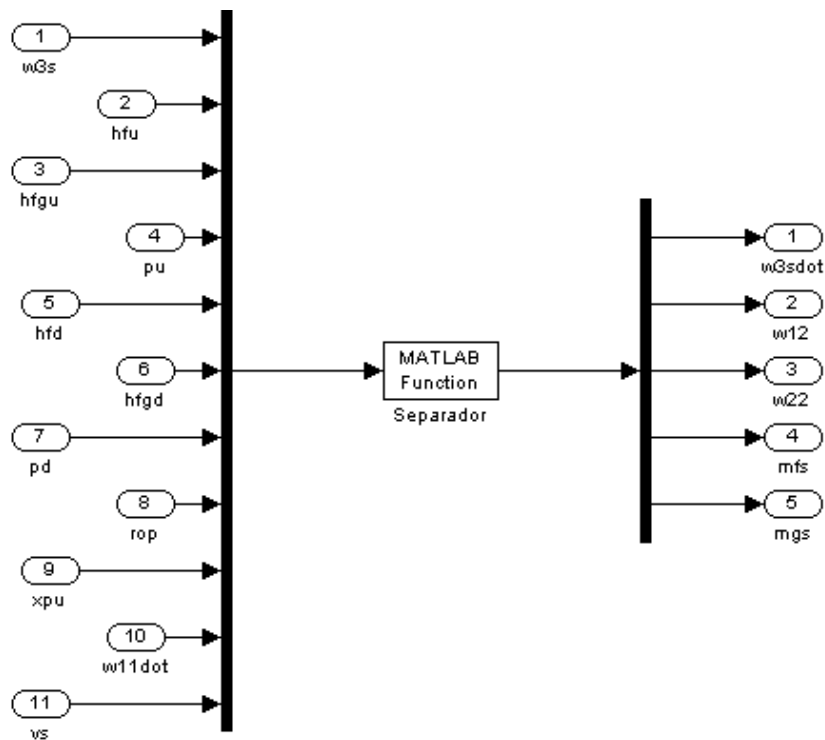 1
w3s
2
hfu
3
hfgu
4
pu
5
hfd
6
hfgd
7
pd
8
rop
9
xpu
10
w11dot
11
vs
MATLAB
Function
Separador
1
w3sdot
2
w12
3
w22
4
mfs
5
mgs